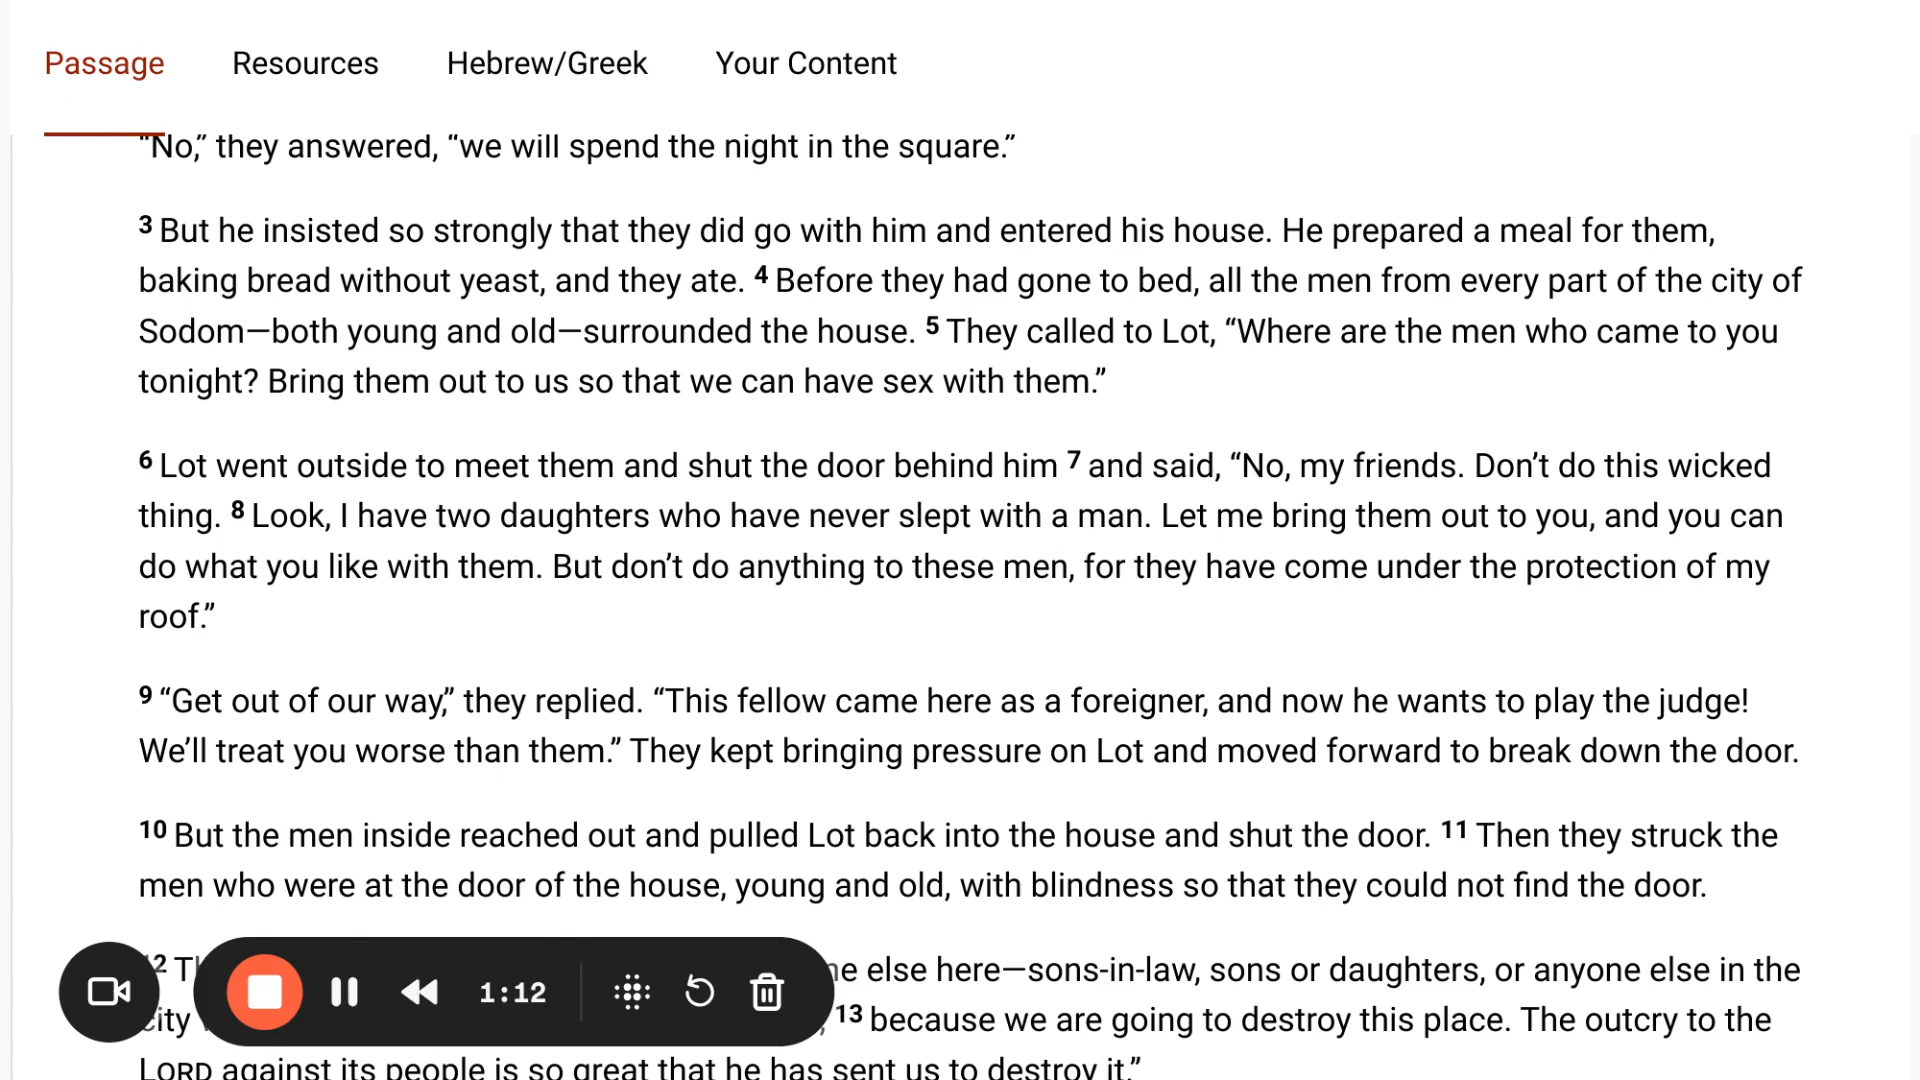 Passage Resources Hebrew/Greek Your Content
“No,” they answered, “we will spend the night in the square.”
3 But he insisted so strongly that they did go with him and entered his house. He prepared a meal for them,
baking bread without yeast, and they ate. 4 Before they had gone to bed, all the men from every part of the city of
Sodom—both young and old—surrounded the house. 5 They called to Lot, “Where are the men who came to you
tonight? Bring them out to us so that we can have sex with them.”
6 Lot went outside to meet them and shut the door behind him 7 and said, “No, my friends. Don’t do this wicked
thing. 8 Look, I have two daughters who have never slept with a man. Let me bring them out to you, and you can
do what you like with them. But don’t do anything to these men, for they have come under the protection of my
roof.”
9 “Get out of our way,” they replied. “This fellow came here as a foreigner, and now he wants to play the judge!
We’ll treat you worse than them.” They kept bringing pressure on Lot and moved forward to break down the door.
10 But the men inside reached out and pulled Lot back into the house and shut the door. 11 Then they struck the
men who were at the door of the house, young and old, with blindness so that they could not find the door.
12 else here—sons-in-law, sons or daughters, or anyone else in the
city 13 because we are going to destroy this place. The outcry to the
LORD against its people is so great that he has sent us to destroy it.”
1:12